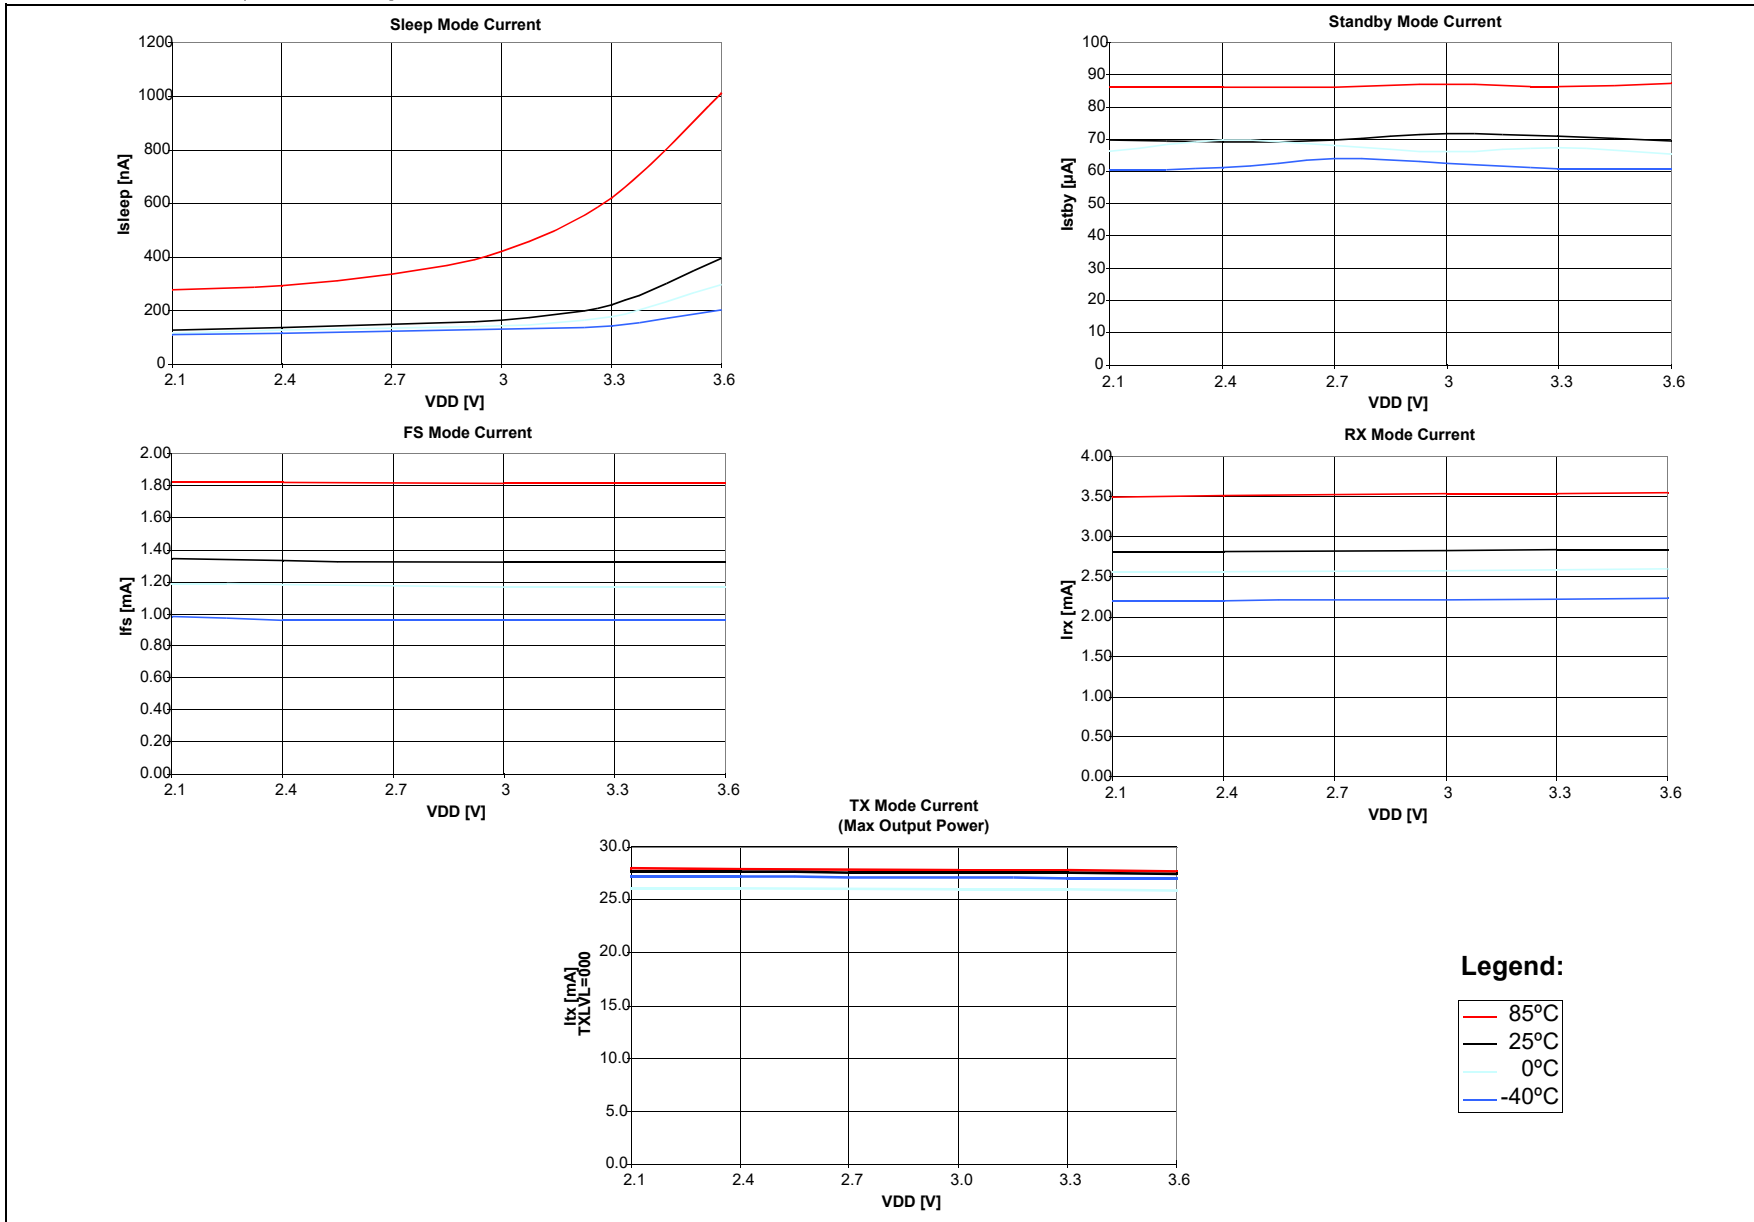 Sleep Mode Current
1200
1000
800
600
400
200
0
Isleep [nA]
2.1 2.4 2.7 3 3.3 3.6
VDD [V]
Standby Mode Current
100
90
80
70
60
50
40
30
20
10
0
Istby [µA]
2.1 2.4 2.7 3 3.3 3.6
VDD [V]
FS Mode Current
2.00
1.80
1.60
1.40
1.20
1.00
0.80
0.60
0.40
0.20
0.00
Ifs [mA]
2.1 2.4 2.7 3 3.3 3.6
VDD [V]
RX Mode Current
4.00
3.50
3.00
2.50
2.00
1.50
1.00
0.50
0.00
Irx [mA]
2.1 2.4 2.7 3 3.3 3.6
VDD [V]
TX Mode Current
(Max Output Power)
30.0
25.0
20.0
15.0
10.0
5.0
0.0
Itx [mA]
TXLVL=000
2.1 2.4 2.7 3.0 3.3 3.6
VDD [V]
Legend:
85ºC
25ºC
0ºC
-40ºC